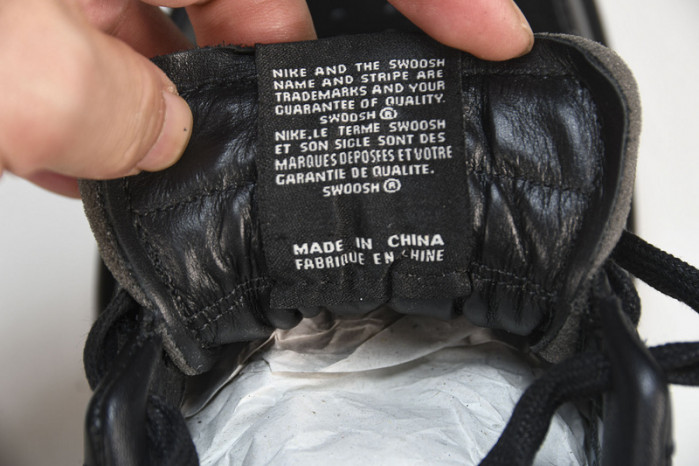 NIKE AND THE SWOOSH
NAME AND STRIPE ARE
TRADEMARKS AND YOUR
GUARANTEE OF QUALITY.
SWOOSH ®
NIKE, LE TERME SWOOSH
ET SON SIGLE SONT DES
MARQUES DEPOSEES ET VOTRE
GARANTIE DE QUALITE.
SWOOSH ®
MADE IN CHINA
FABRIQUE EN CHINE